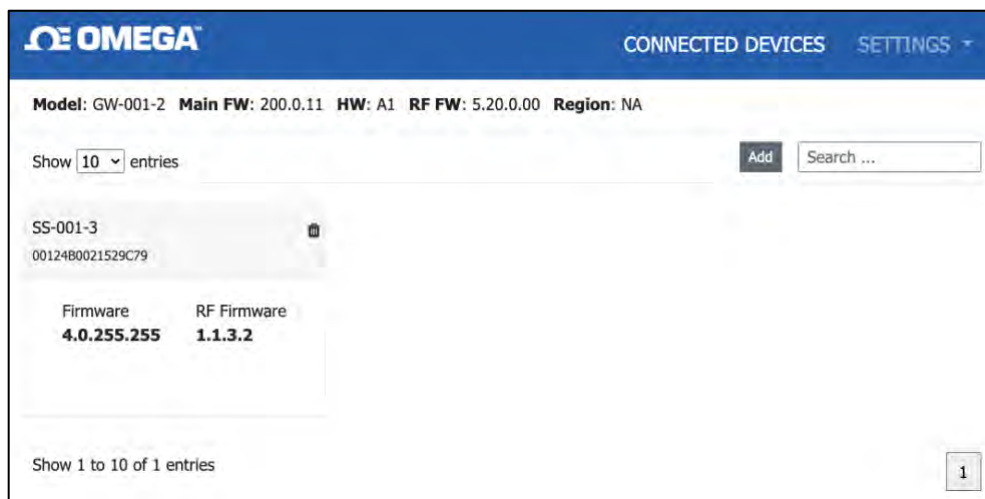 OMEGA™ CONNECTED DEVICES SETTINGS
Model: GW-001-2 Main FW: 200.0.11 HW: A1 RF FW: 5.20.0.00 Region: NA
Show 10 entries Add Search ...
SS-001-3
00124B0021529C79
Firmware RF Firmware
4.0.255.255 1.1.3.2
Show 1 to 10 of 1 entries 1